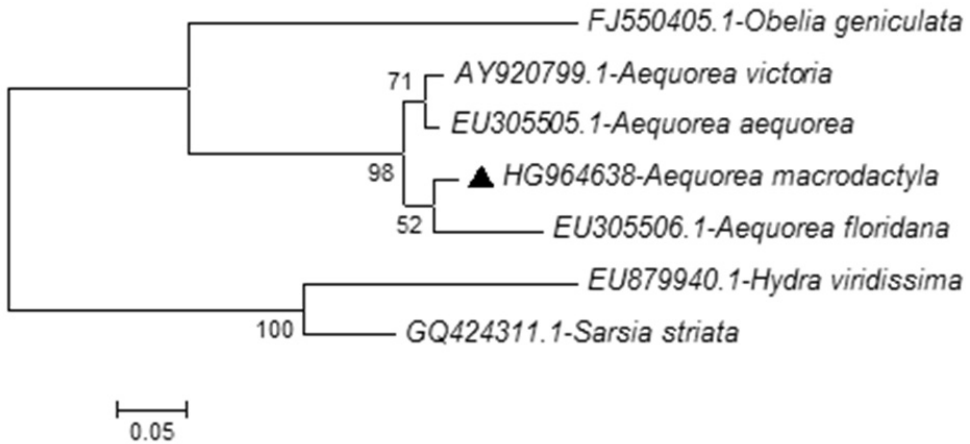 FJ550405.1-Obelia geniculata
71
AY920799.1-Aequorea victoria
EU305505.1-Aequorea aequorea
98
HG964638-Aequorea macrodactyla
52
EU305506.1-Aequorea floridana
EU879940.1-Hydra viridissima
100
GQ424311.1-Sarsia striata
0.05